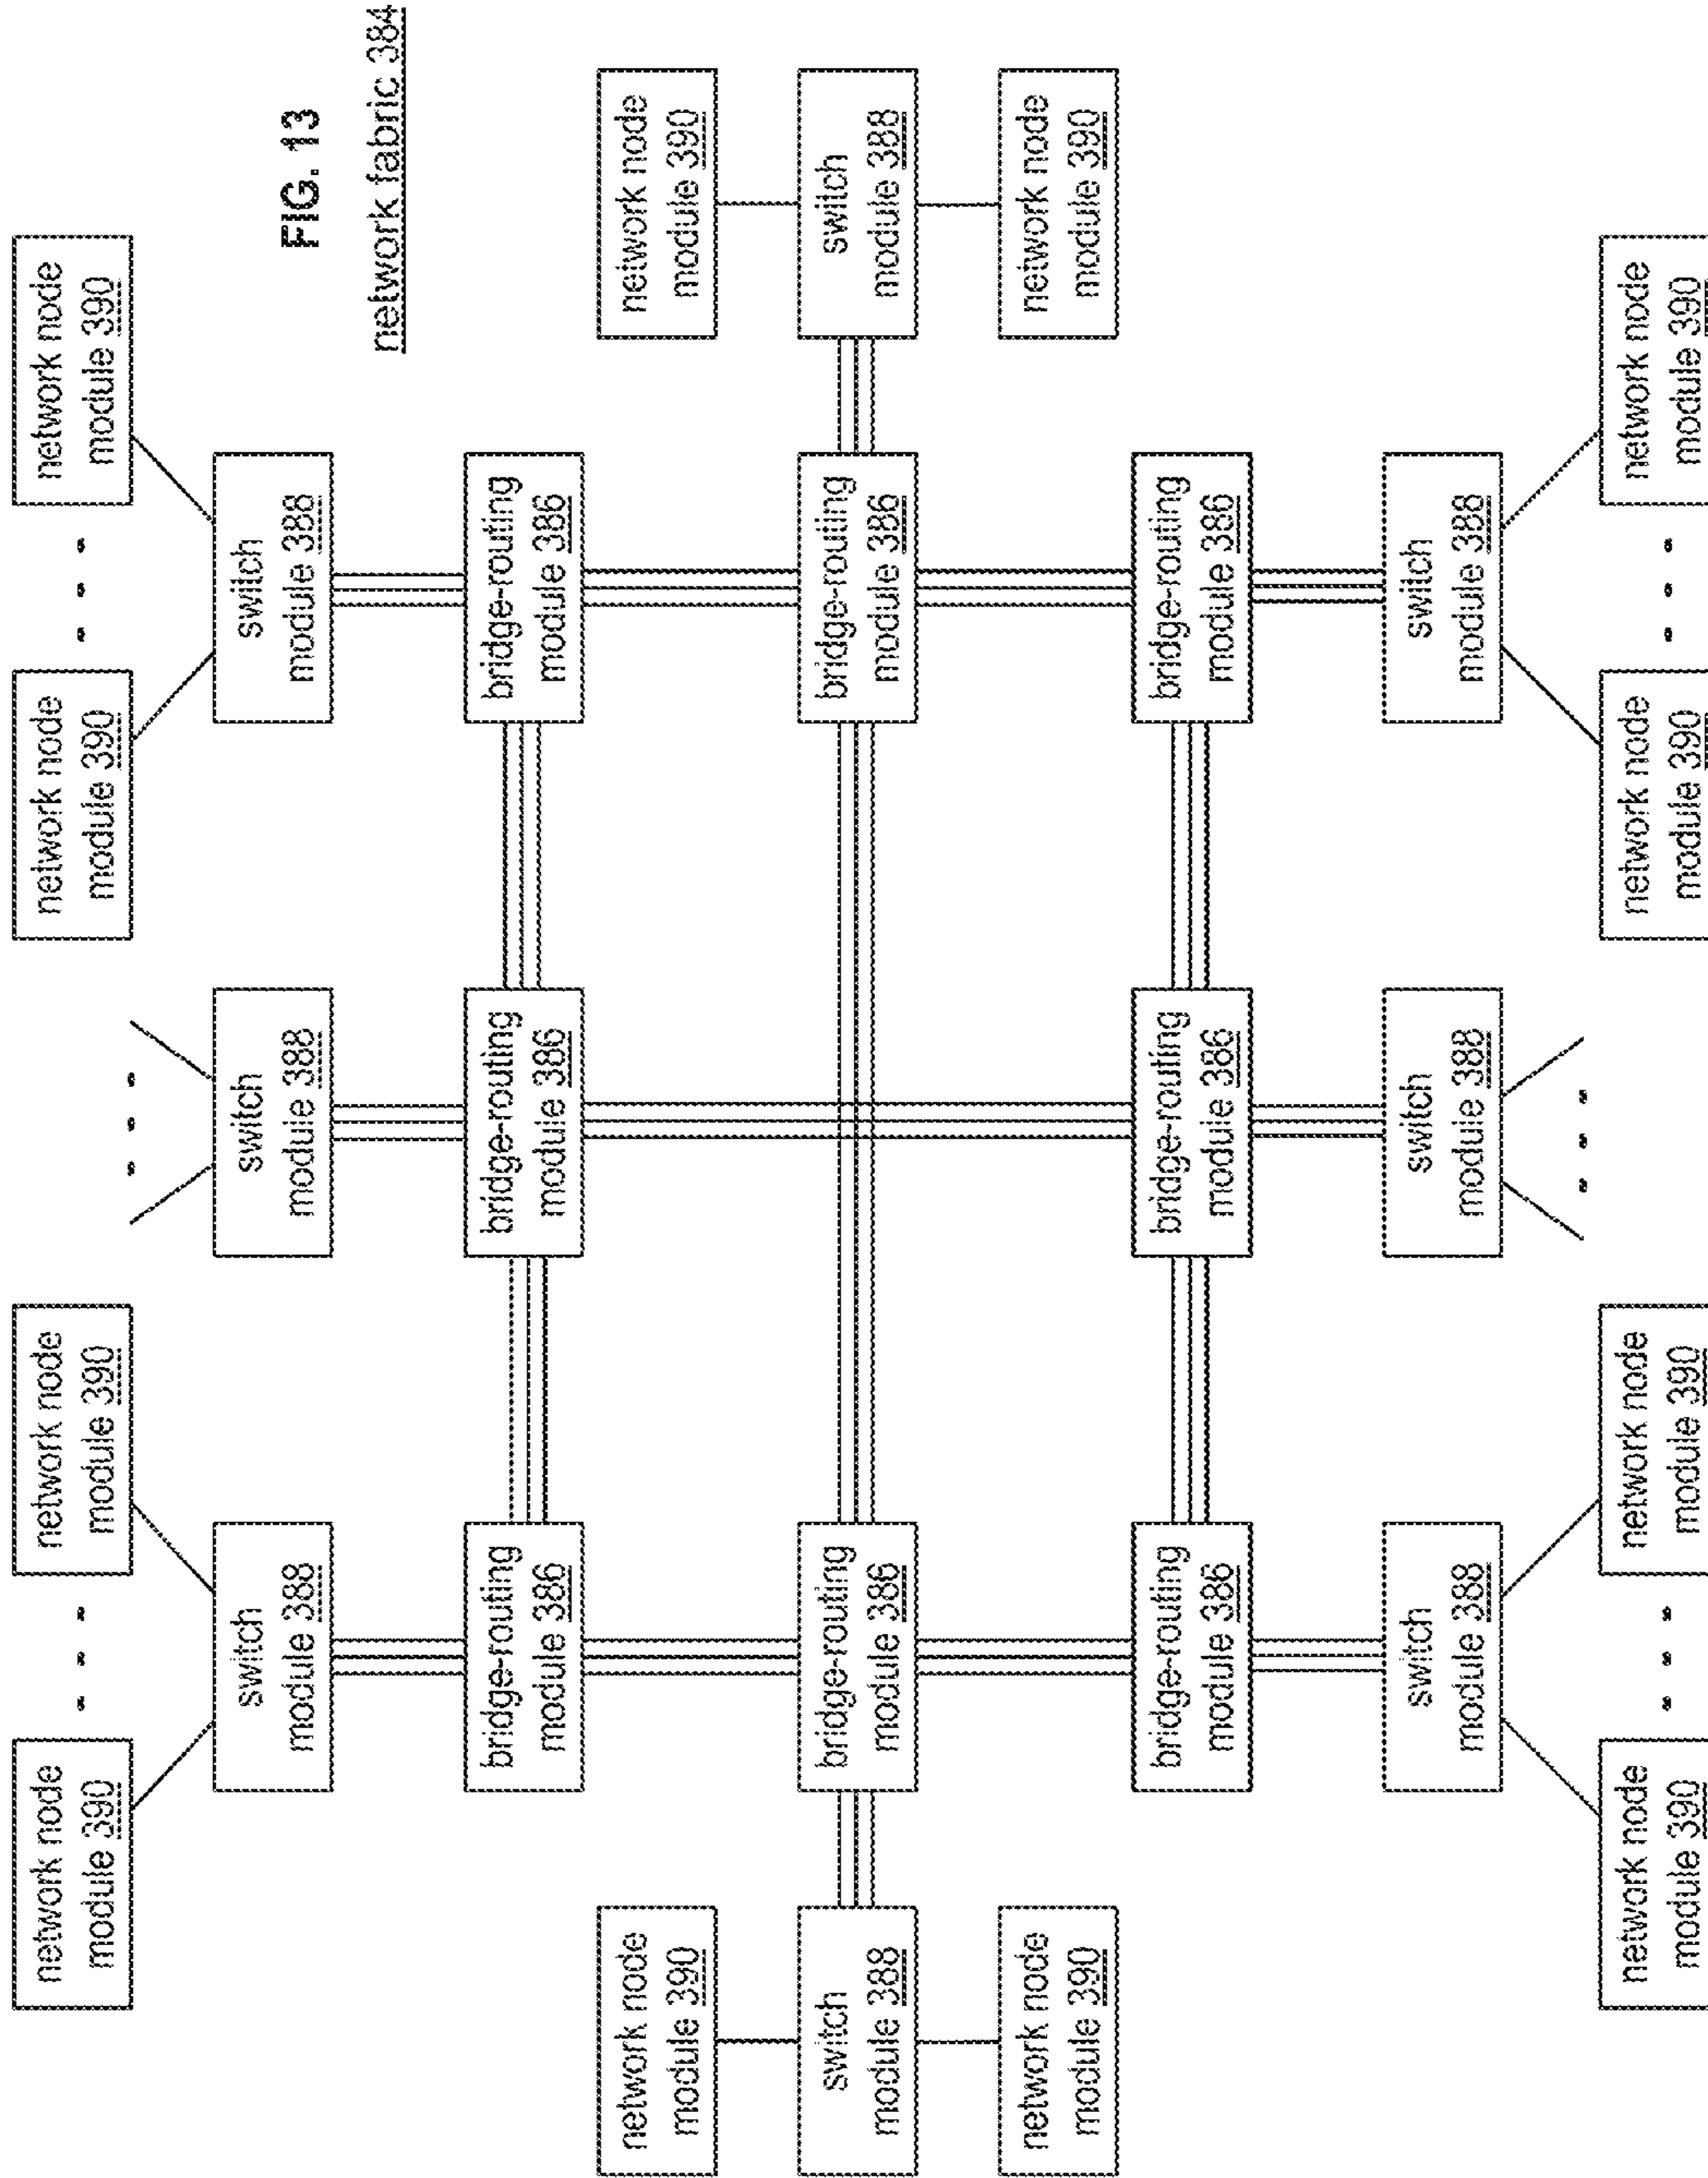 network node
module 390
network node
module 390
network node
module 390
network node
module 390
switch
module 388
switch
module 388
switch
module 388
FIG. 13
network fabric 384
bridge-routing
module 386
bridge-routing
module 386
bridge-routing
module 386
network node
module 390
network node
module 390
switch
module 388
bridge-routing
module 386
bridge-routing
module 386
switch
module 388
network node
module 390
network node
module 390
bridge-routing
module 386
bridge-routing
module 386
bridge-routing
module 386
switch
module 388
switch
module 388
switch
module 388
network node
module 390
network node
module 390
network node
module 390
network node
module 390